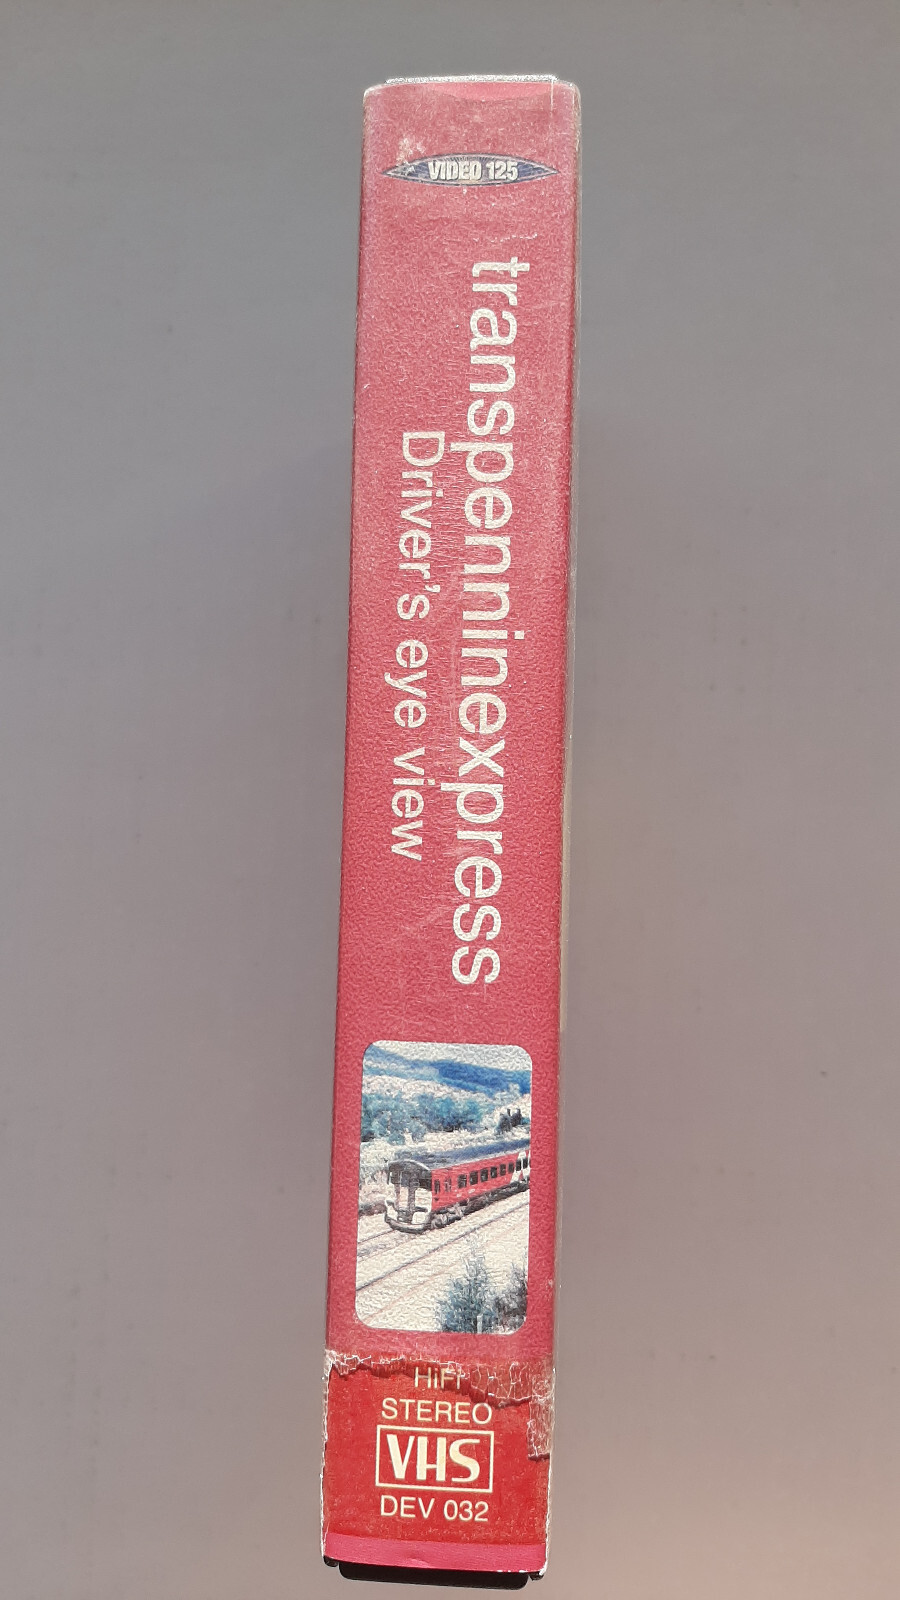 VIDEO 125
transpenninexpress
Driver's eye view
HiFi
STEREO
VHS
DEV 032